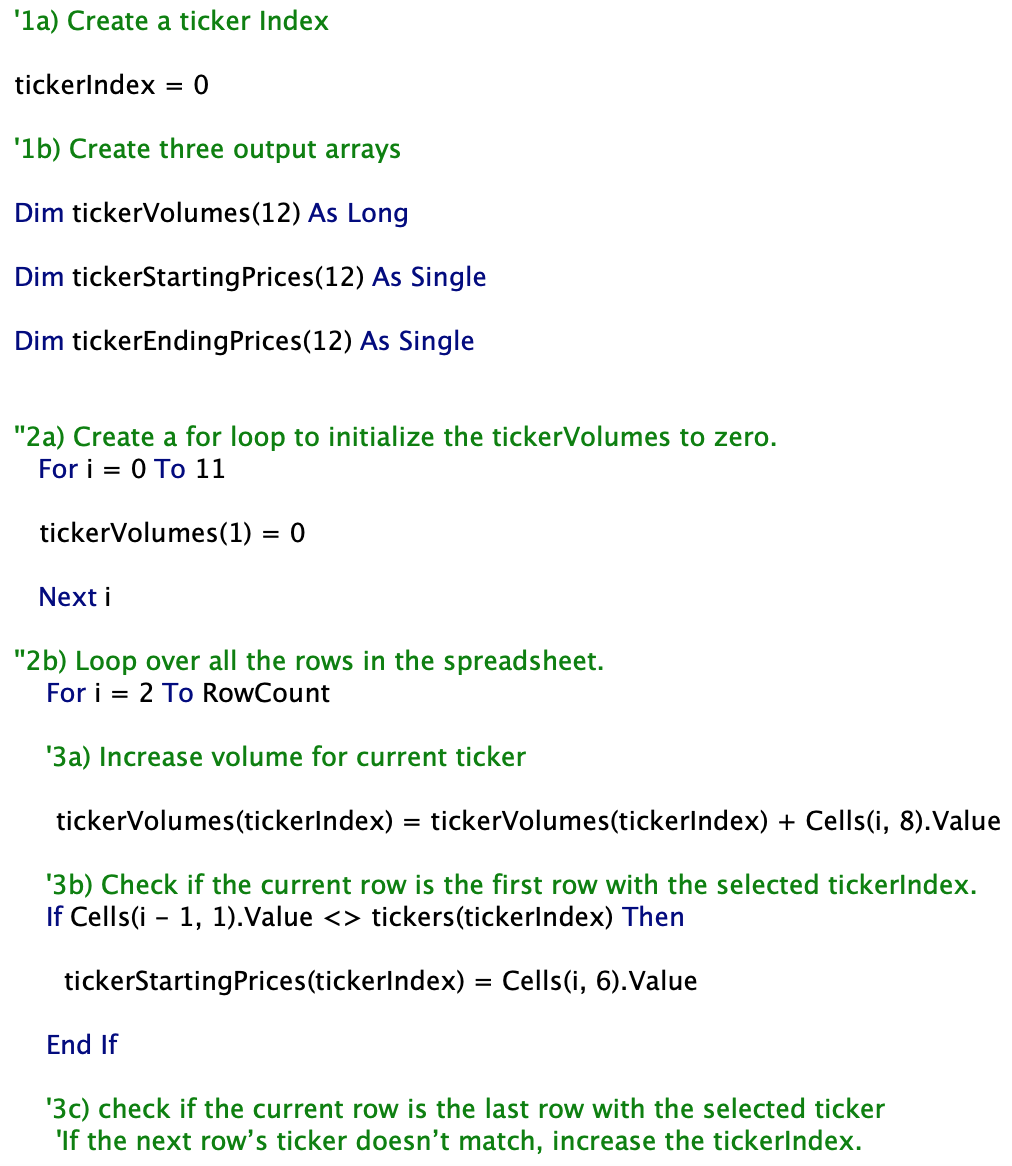 '1a) Create a ticker Index
tickerIndex = 0
'1b) Create three output arrays
Dim tickerVolumes(12) As Long
Dim tickerStartingPrices(12) As Single
Dim tickerEndingPrices(12) As Single
''2a) Create a for loop to initialize the tickerVolumes to zero.
For i = 0 To 11
tickerVolumes(1) = 0
Next i
''2b) Loop over all the rows in the spreadsheet.
For i = 2 To RowCount
'3a) Increase volume for current ticker
tickerVolumes(tickerIndex) = tickerVolumes(tickerIndex) + Cells(i, 8).Value
'3b) Check if the current row is the first row with the selected tickerIndex.
If Cells(i - 1, 1).Value <> tickers(tickerIndex) Then
tickerStartingPrices(tickerIndex) = Cells(i, 6).Value
End If
'3c) check if the current row is the last row with the selected ticker
'If the next row’s ticker doesn’t match, increase the tickerIndex.